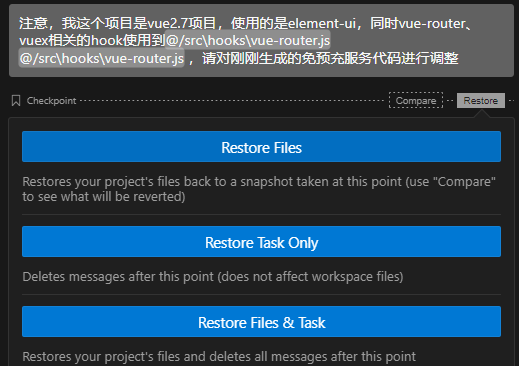 注意，我这个项目是vue2.7项目，使用的是element-ui，同时vue-router、
vuex相关的hook使用到@/src\hooks\vue-router.js
@/src\hooks\vue-router.js ，请对刚刚生成的免预充服务代码进行调整
Checkpoint Compare Restore
Restore Files
Restores your project's files back to a snapshot taken at this point (use "Compare"
to see what will be reverted)
Restore Task Only
Deletes messages after this point (does not affect workspace files)
Restore Files & Task
Restores your project's files and deletes all messages after this point